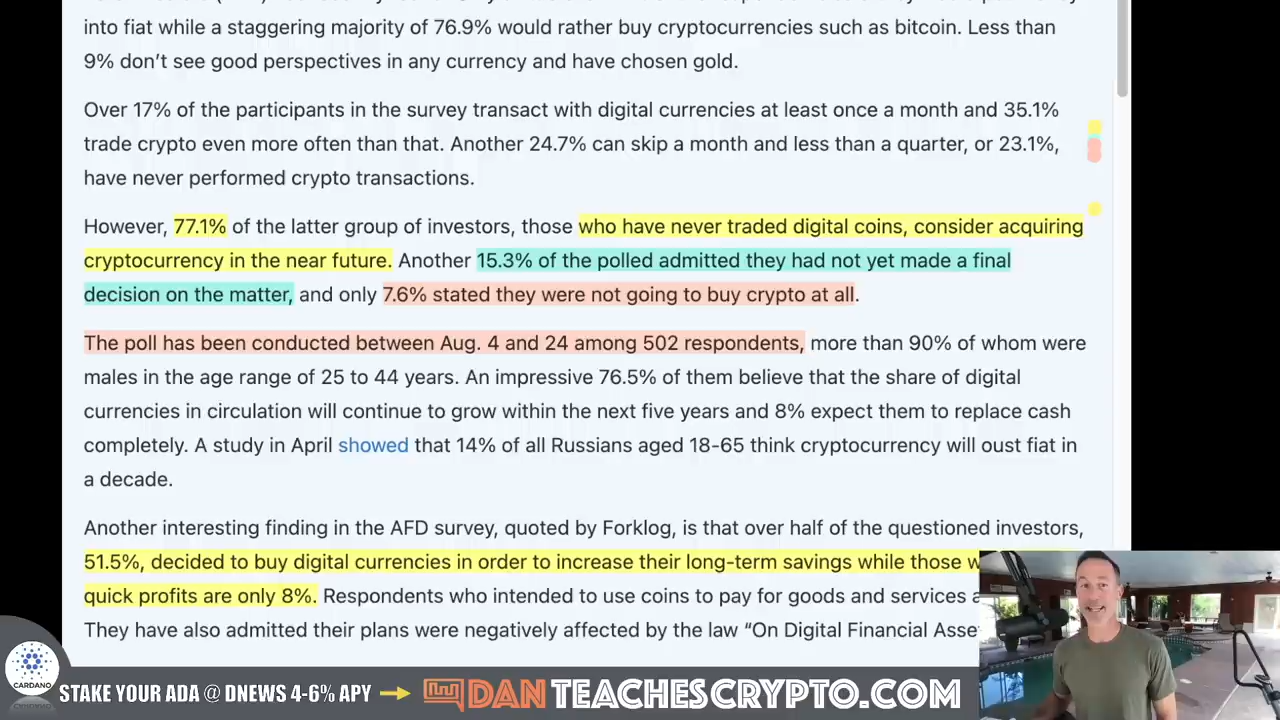 into fiat while a staggering majority of 76.9% would rather buy cryptocurrencies such as bitcoin. Less than
9% don’t see good perspectives in any currency and have chosen gold.
Over 17% of the participants in the survey transact with digital currencies at least once a month and 35.1%
trade crypto even more often than that. Another 24.7% can skip a month and less than a quarter, or 23.1%,
have never performed crypto transactions.
However, 77.1% of the latter group of investors, those who have never traded digital coins, consider acquiring
cryptocurrency in the near future. Another 15.3% of the polled admitted they had not yet made a final
decision on the matter, and only 7.6% stated they were not going to buy crypto at all.
The poll has been conducted between Aug. 4 and 24 among 502 respondents, more than 90% of whom were
males in the age range of 25 to 44 years. An impressive 76.5% of them believe that the share of digital
currencies in circulation will continue to grow within the next five years and 8% expect them to replace cash
completely. A study in April showed that 14% of all Russians aged 18-65 think cryptocurrency will oust fiat in
a decade.
Another interesting finding in the AFD survey, quoted by Forklog, is that over half of the questioned investors,
51.5%, decided to buy digital currencies in order to increase their long-term savings while those
quick profits are only 8%. Respondents who intended to use coins to pay for goods and services
They have also admitted their plans were negatively affected by the law “On Digital Financial
CARDANO
STAKE YOUR ADA @ DNEWS 4-6% APY
DANTEACHESCRYPTO.COM